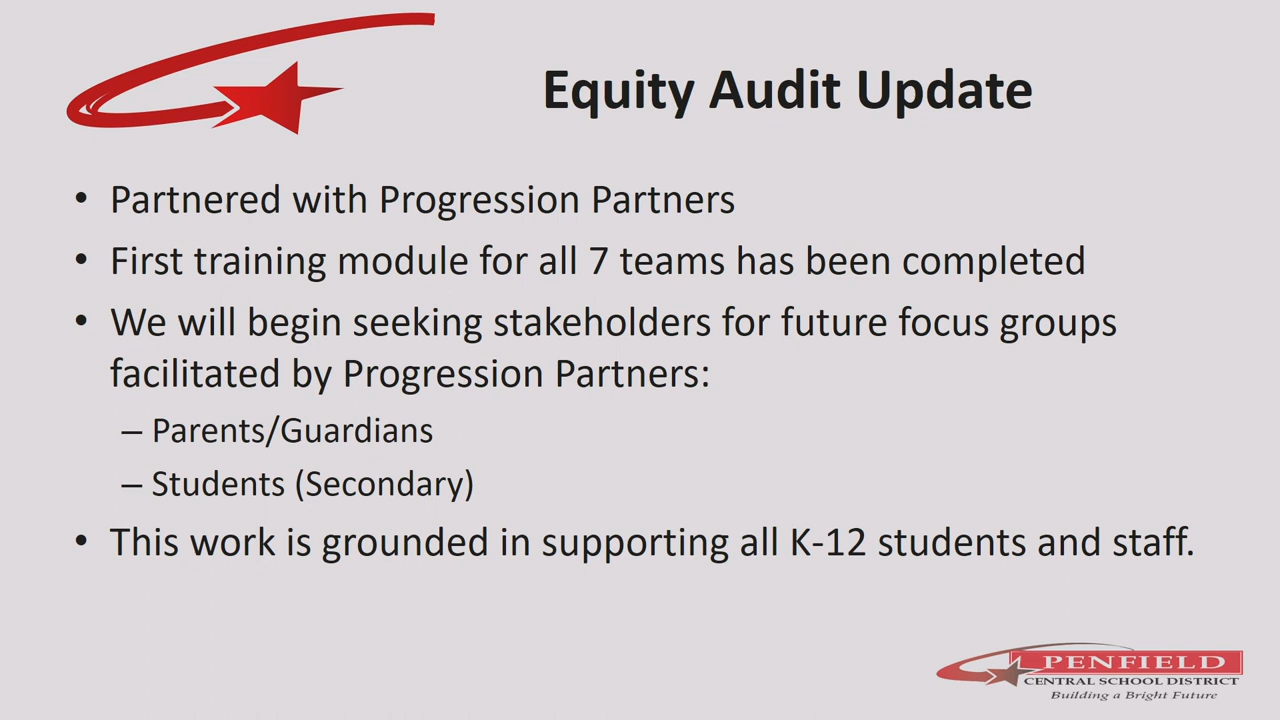 Equity Audit Update
• Partnered with Progression Partners
• First training module for all 7 teams has been completed
• We will begin seeking stakeholders for future focus groups
facilitated by Progression Partners:
– Parents/Guardians
– Students (Secondary)
• This work is grounded in supporting all K-12 students and staff.
PENFIELD
CENTRAL SCHOOL DISTRICT
Building a Bright Future